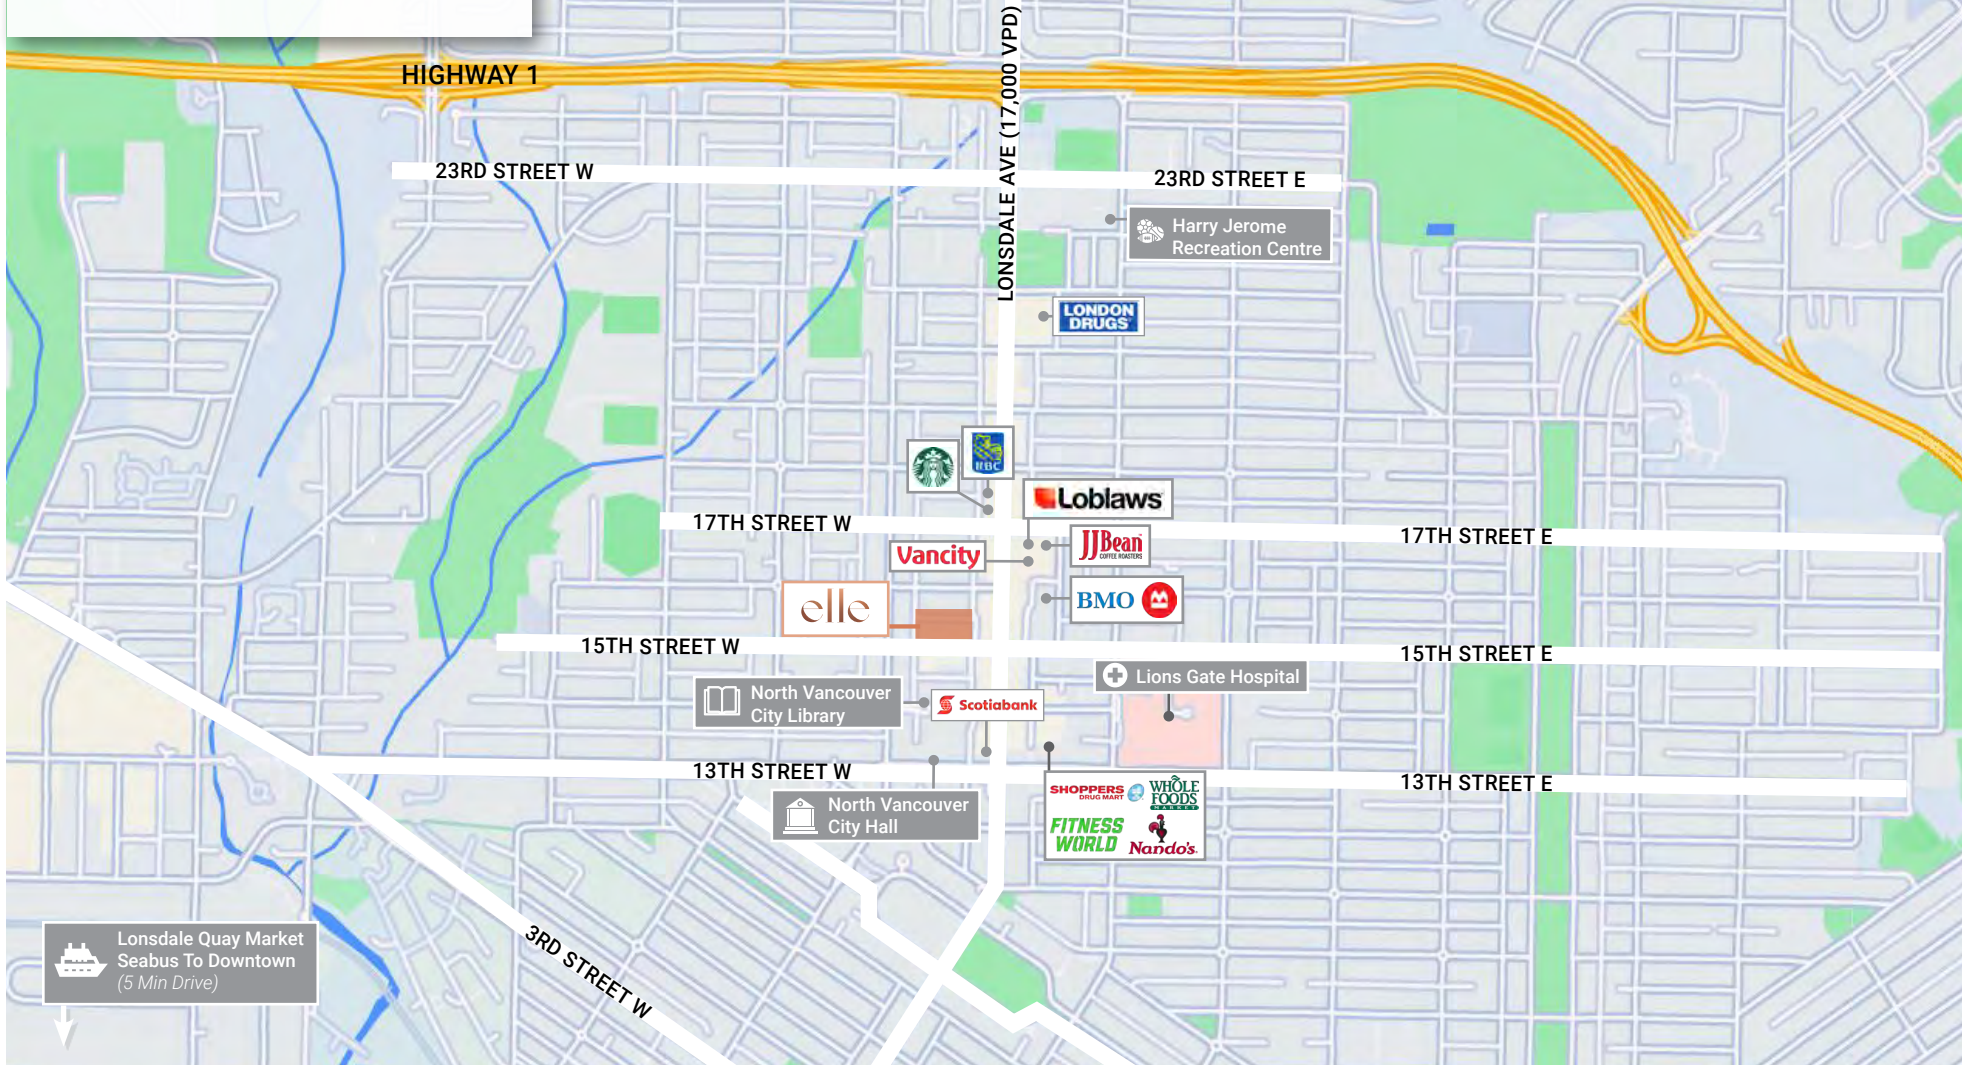 HIGHWAY 1
LONSDALE AVE (17,000 VPD)
23RD STREET W
23RD STREET E
Harry Jerome
Recreation Centre
LONDON
DRUGS
RBC
Loblaws
17TH STREET W
17TH STREET E
JJBean
COFFEE ROASTERS
Vancity
BMO
elle
15TH STREET W
15TH STREET E
Lions Gate Hospital
North Vancouver
City Library
Scotiabank
13TH STREET W
13TH STREET E
SHOPPERS
DRUG MART
WHOLE
FOODS
MARKET
North Vancouver
City Hall
FITNESS
WORLD
Nando's
3RD STREET W
Lonsdale Quay Market
Seabus To Downtown
(5 Min Drive)